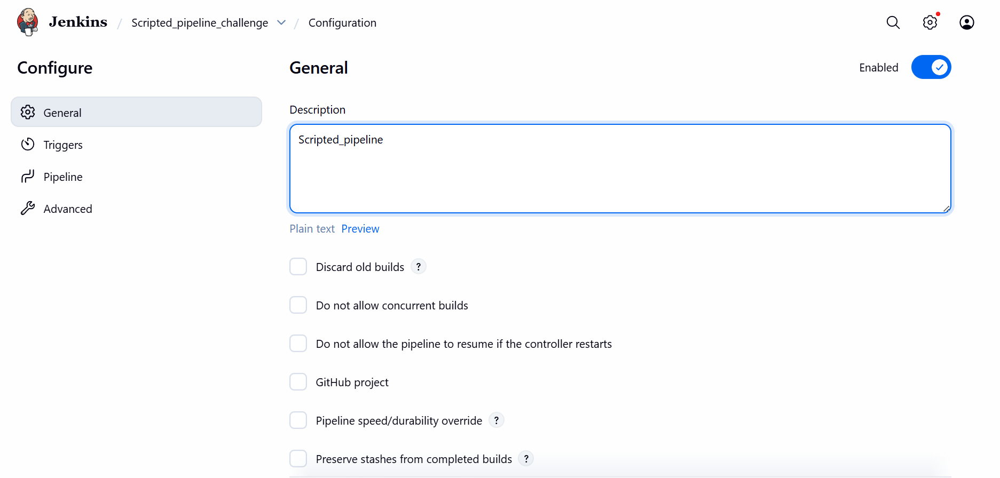 Jenkins / Scripted_pipeline_challenge / Configuration
Configure
General
Triggers
Pipeline
Advanced
General
Enabled
Description
Scripted_pipeline
Plain text Preview
Discard old builds ?
Do not allow concurrent builds
Do not allow the pipeline to resume if the controller restarts
GitHub project
Pipeline speed/durability override ?
Preserve stashes from completed builds ?